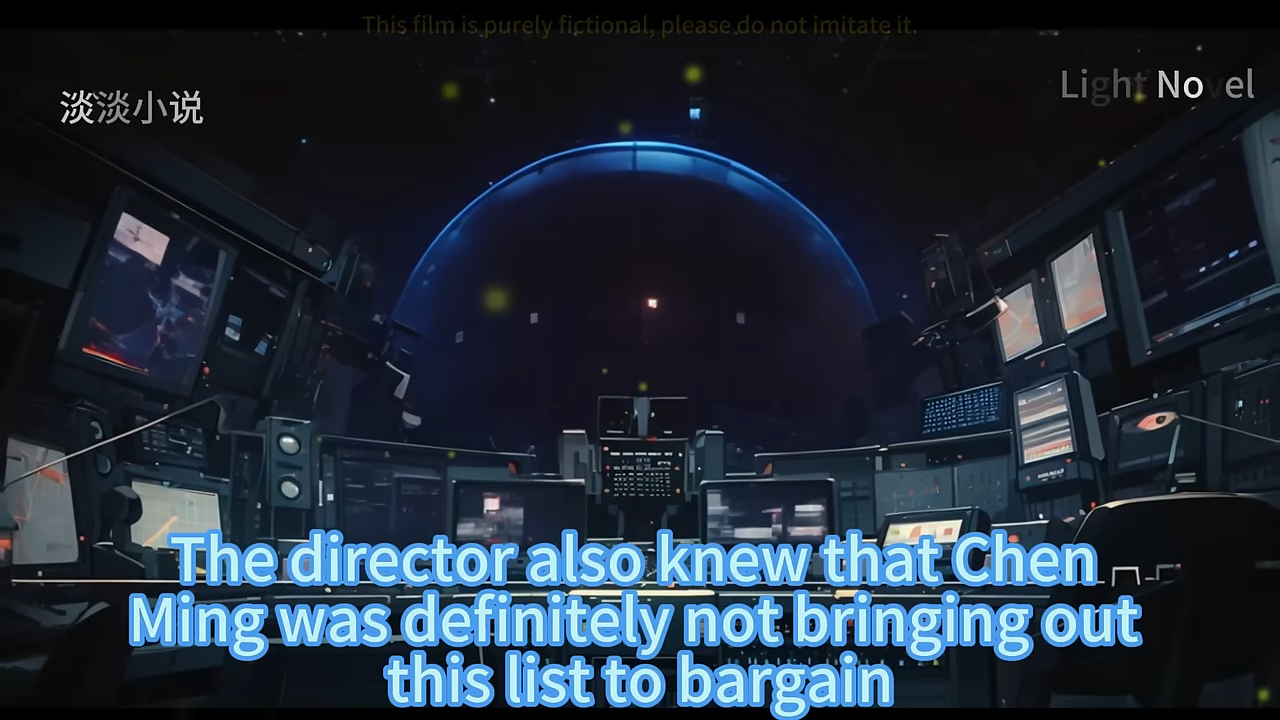 This film is purely fictional, please do not imitate it.
淡淡小说
Light Novel
The director also knew that Chen
Ming was definitely not bringing out
this list to bargain